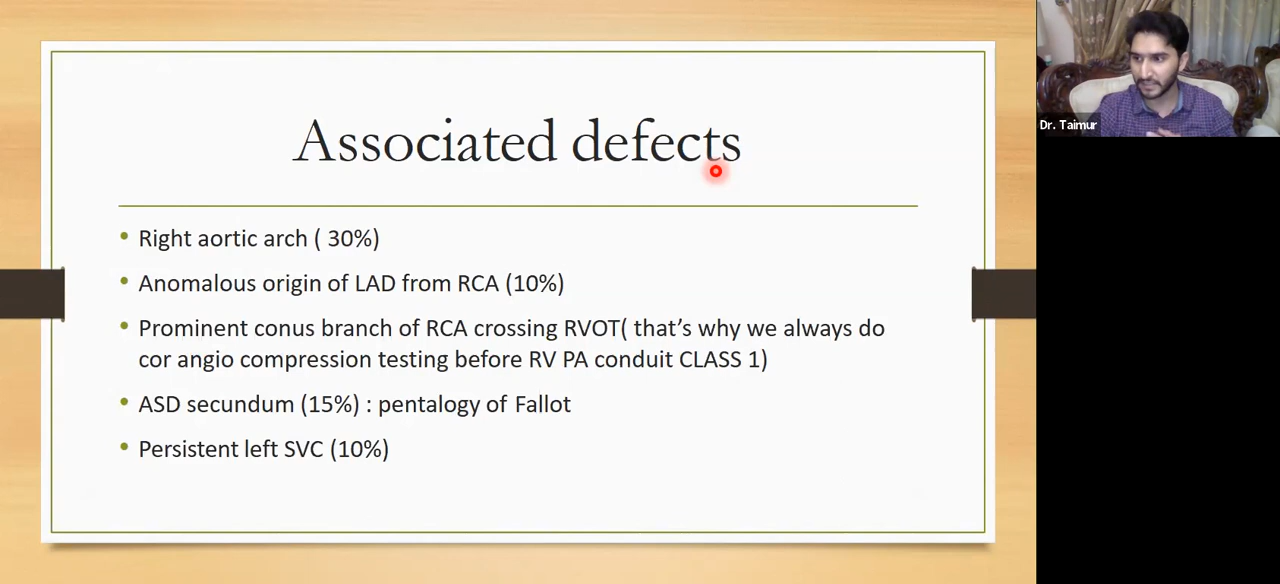 Associated defects
• Right aortic arch ( 30%)
• Anomalous origin of LAD from RCA (10%)
• Prominent conus branch of RCA crossing RVOT( that’s why we always do
cor angio compression testing before RV PA conduit CLASS 1)
• ASD secundum (15%) : pentalogy of Fallot
• Persistent left SVC (10%)
Dr. Taimur